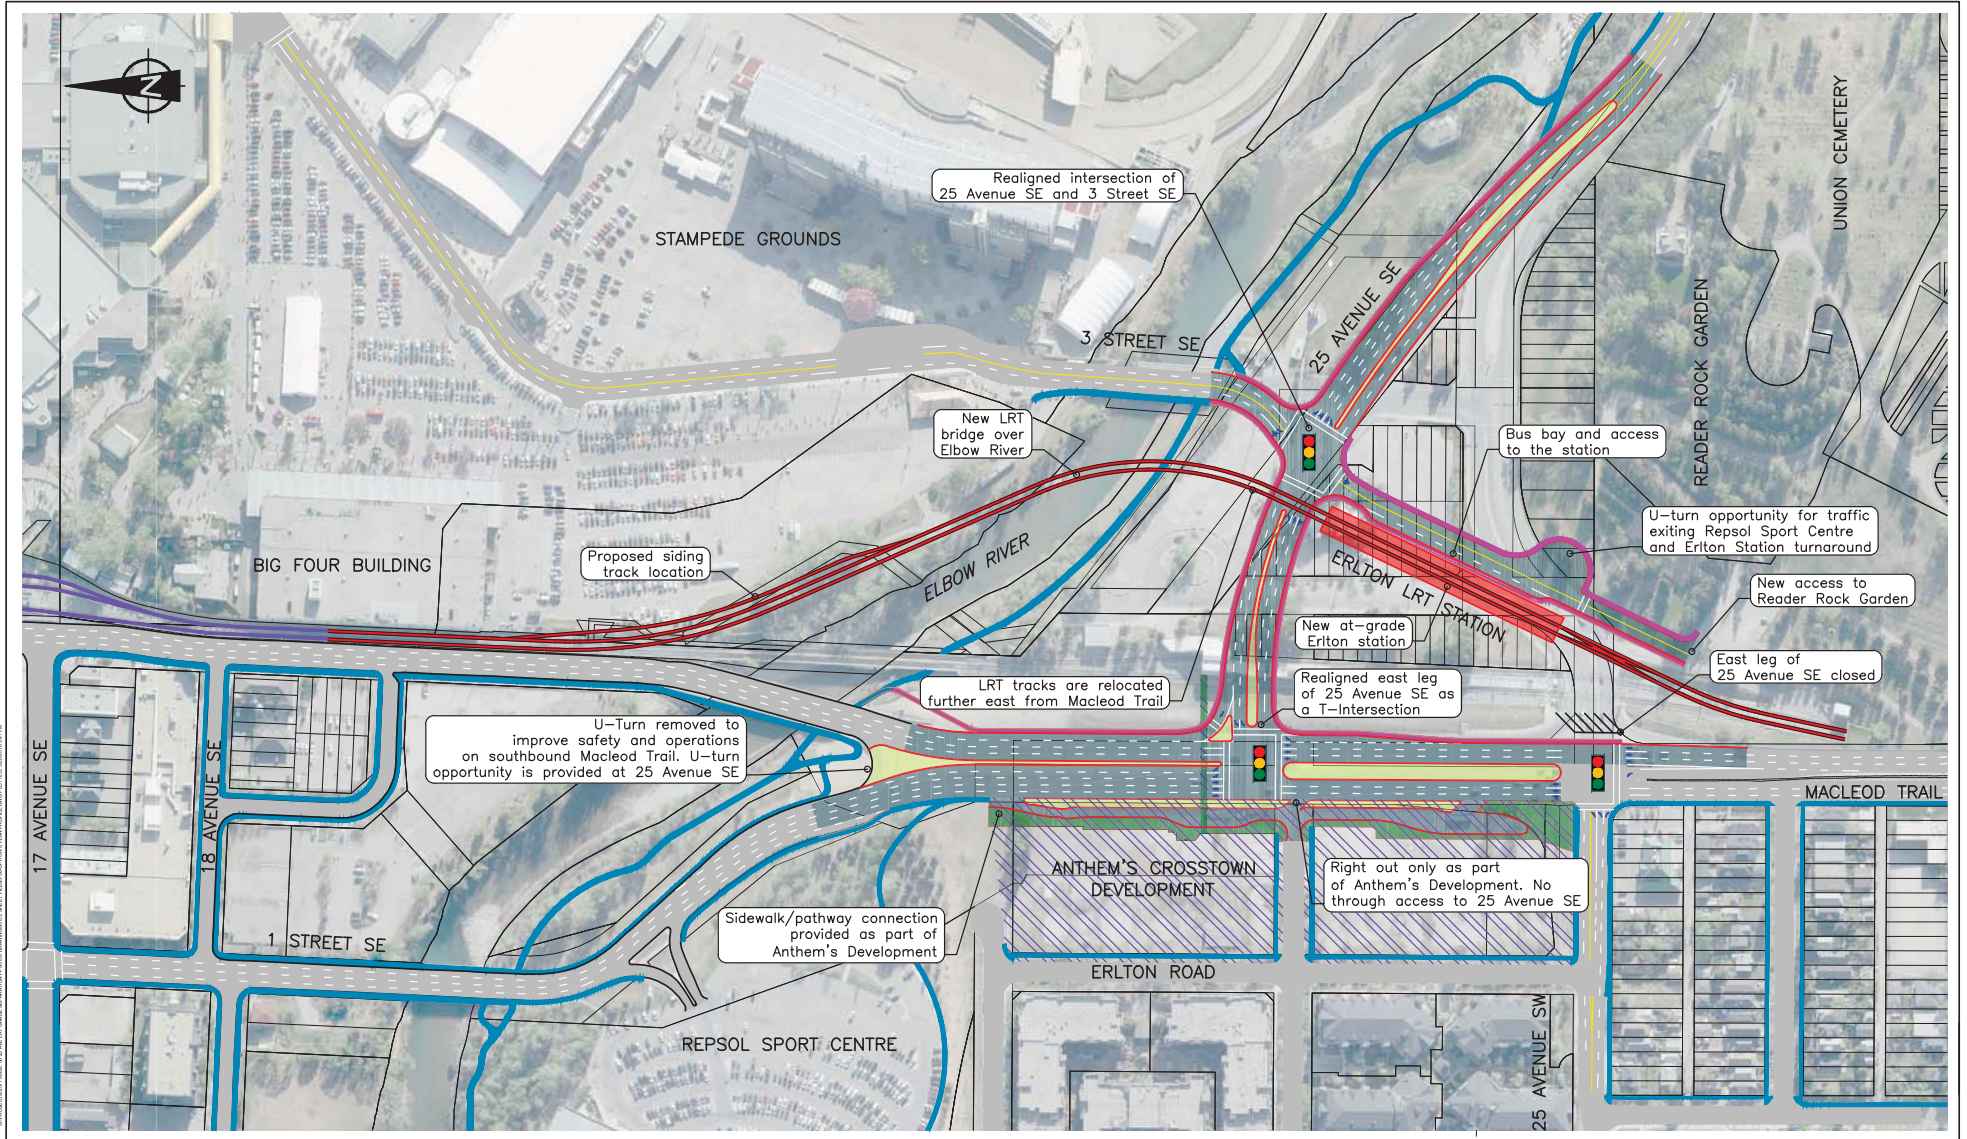 N
UNION CEMETERY
Realigned intersection of
25 Avenue SE and 3 Street SE
STAMPEDE GROUNDS
25 AVENUE SE
READER ROCK GARDEN
3 STREET SE
New LRT
bridge over
Elbow River
Bus bay and access
to the station
U-turn opportunity for traffic
exiting Repsol Sport Centre
and Erlton Station turnaround
BIG FOUR BUILDING
Proposed siding
track location
ELBOW RIVER
ERLTON LRT STATION
New access to
Reader Rock Garden
New at-grade
Erlton station
East leg of
25 Avenue SE closed
LRT tracks are relocated
further east from Macleod Trail
Realigned east leg
of 25 Avenue SE as
a T-Intersection
U-Turn removed to
improve safety and operations
on southbound Macleod Trail. U-turn
opportunity is provided at 25 Avenue SE
17 AVENUE SE
18 AVENUE SE
MACLEOD TRAIL
ANTHEM'S CROSSTOWN
DEVELOPMENT
Right out only as part
of Anthem's Development. No
through access to 25 Avenue SE
Sidewalk/pathway connection
provided as part of
Anthem's Development
1 STREET SE
ERLTON ROAD
REPSOL SPORT CENTRE
25 AVENUE SW